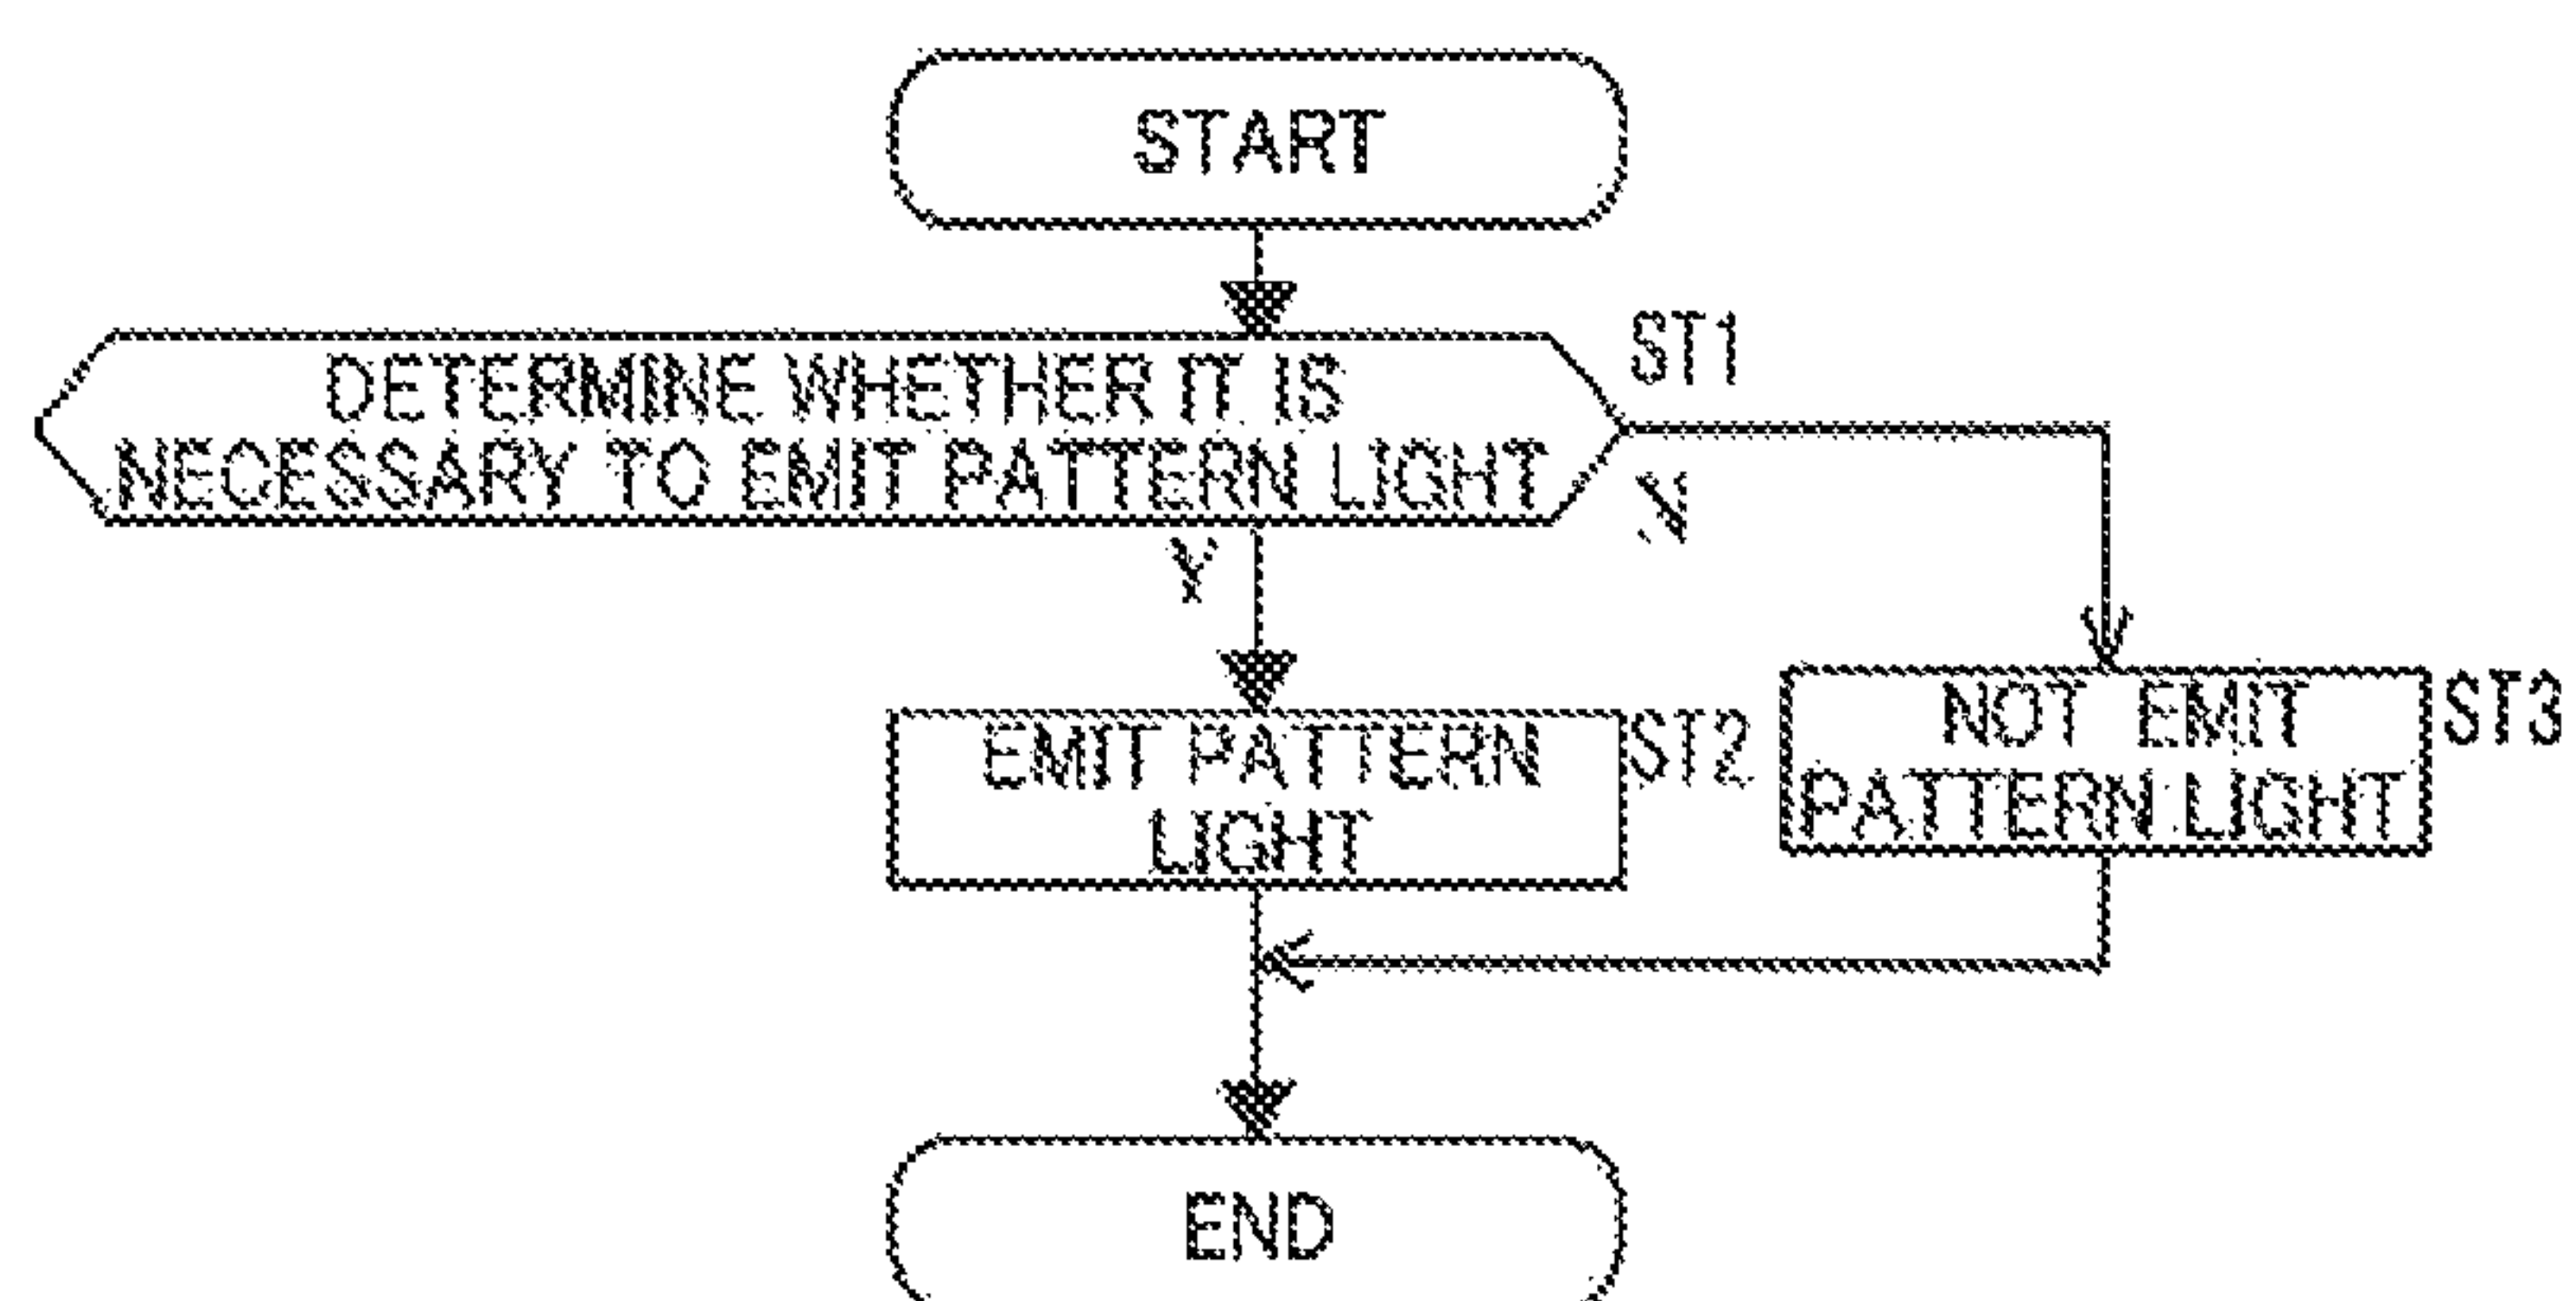 START
DETERMINE WHETHER IT IS
NECESSARY TO EMIT PATTERN LIGHT
ST1
N
Y
EMIT PATTERN
LIGHT
ST2
NOT EMIT
PATTERN LIGHT
ST3
END